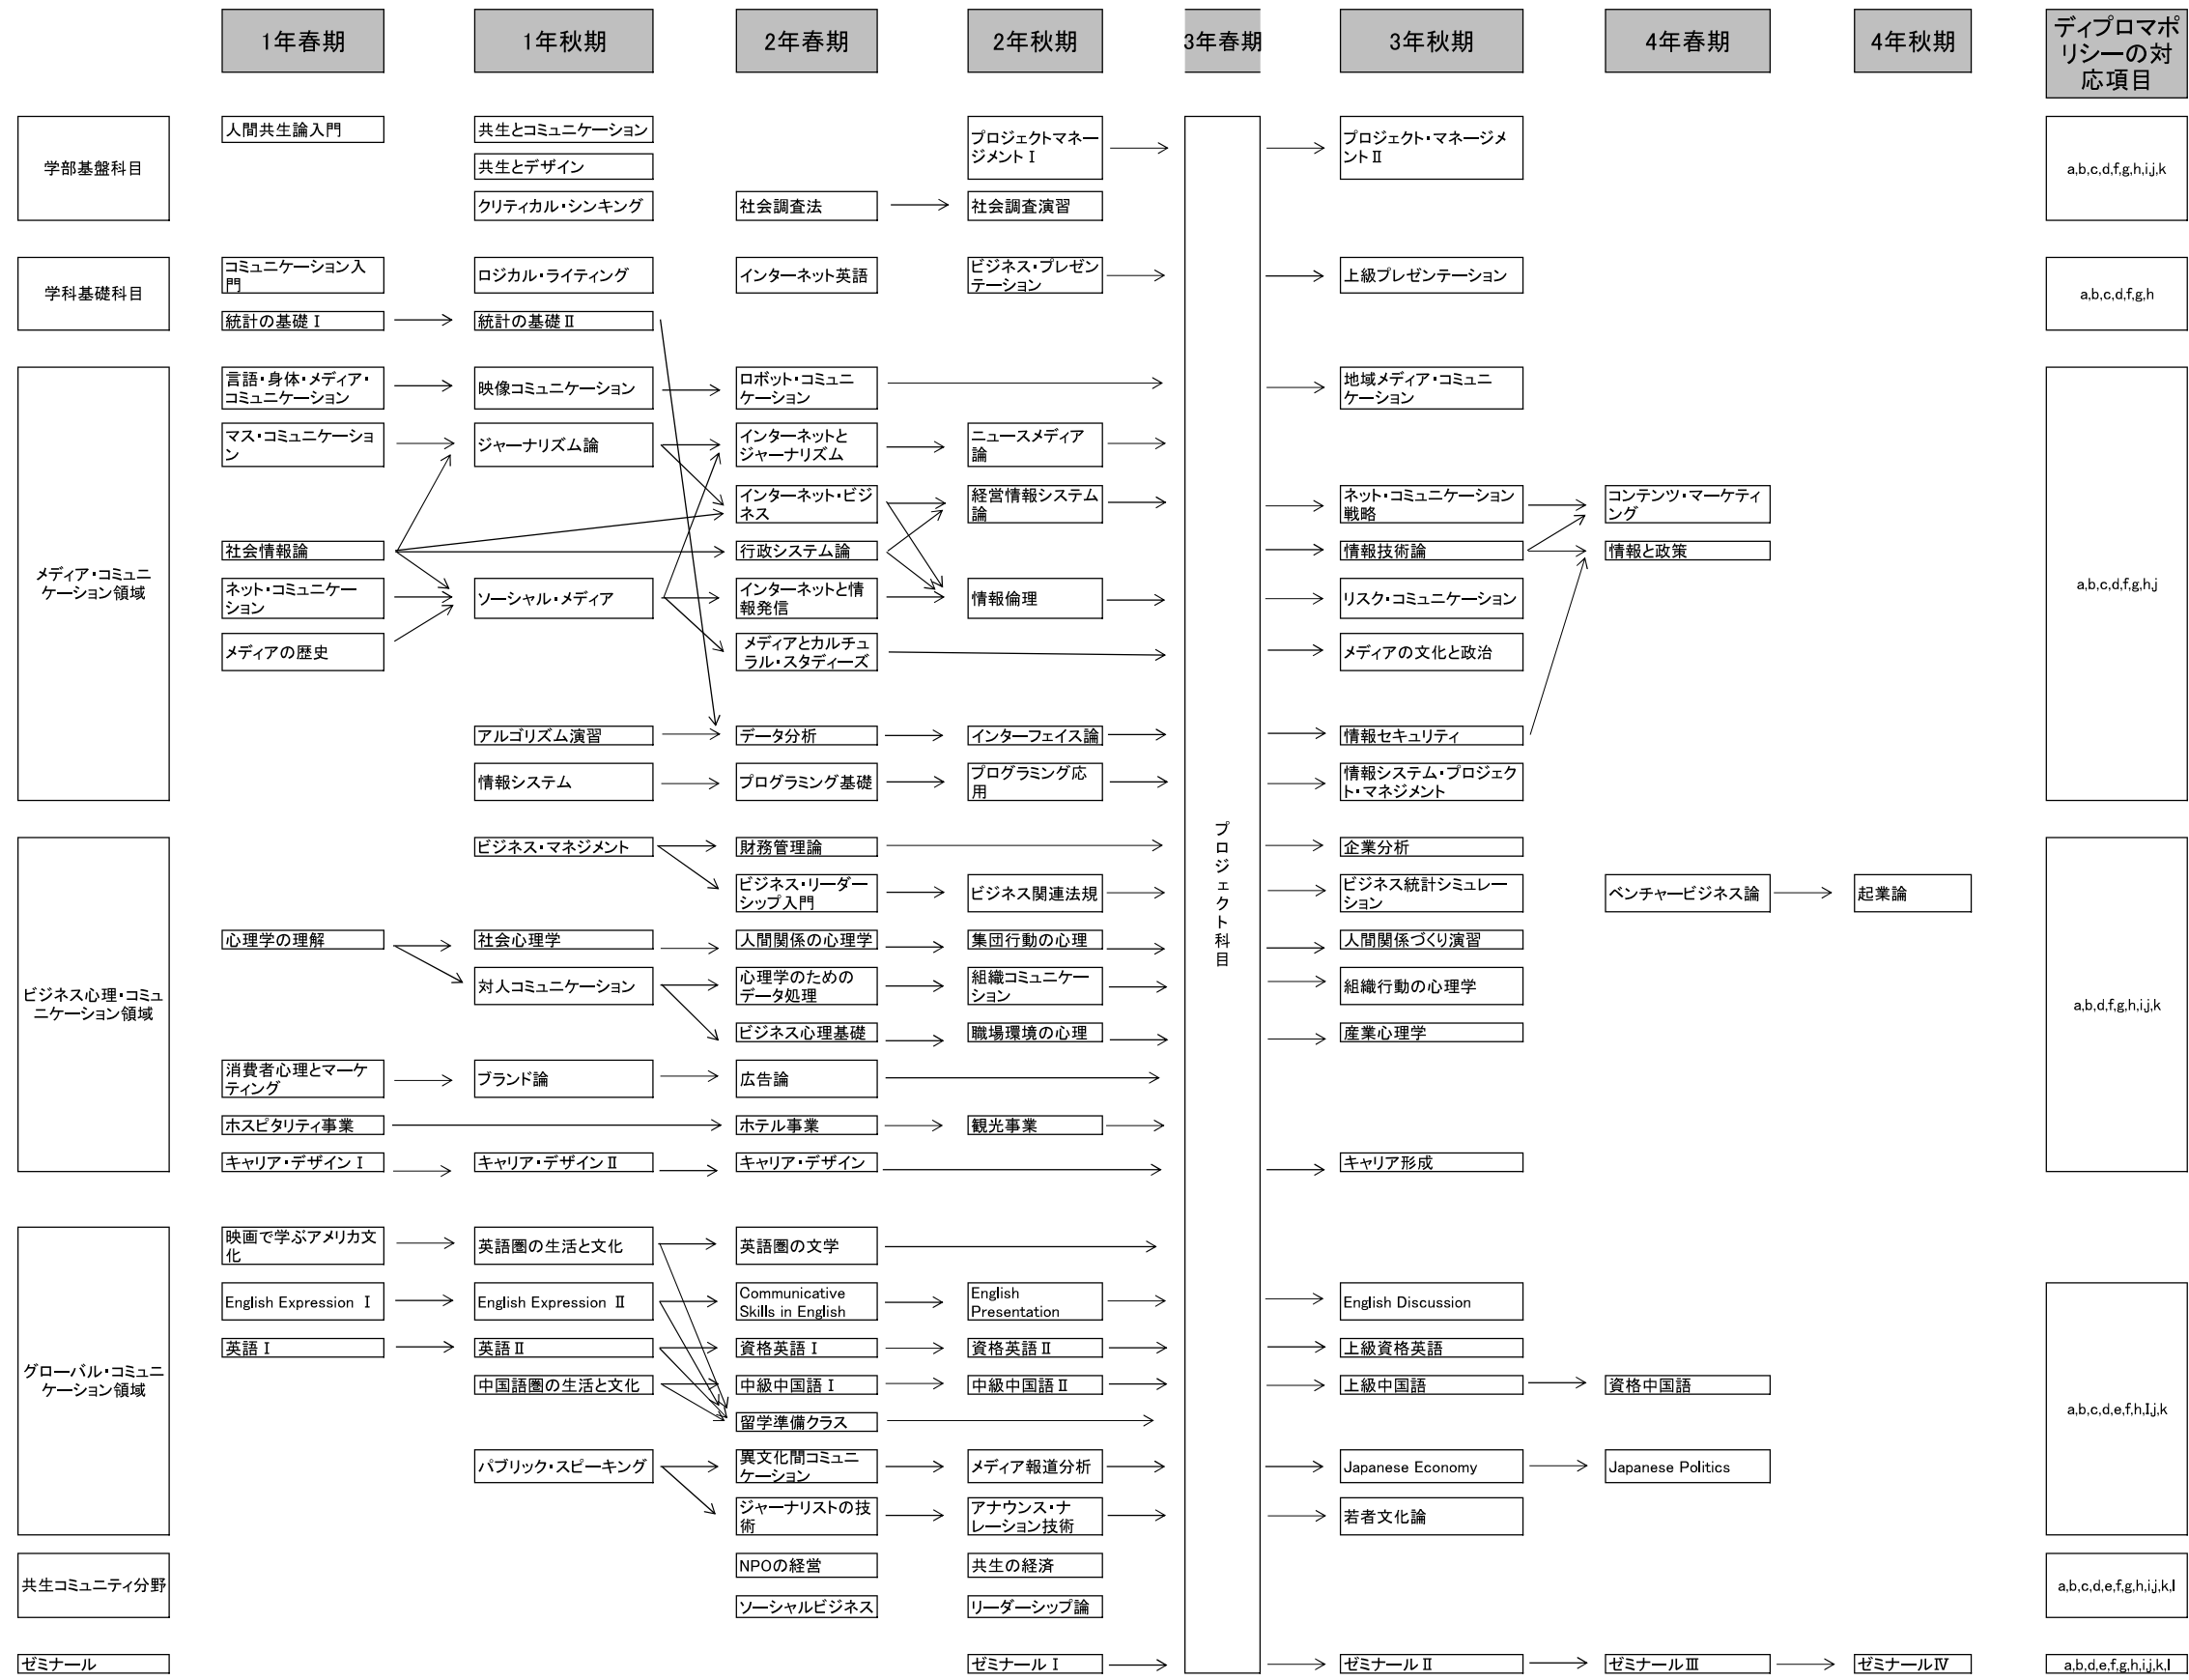 1年春期
1年秋期
2年春期
2年秋期
3年春期
3年秋期
4年春期
4年秋期
ディプロマポ
リシーの対
応項目
学部基盤科目
人間共生論入門
共生とコミュニケーション
共生とデザイン
クリティカル・シンキング
社会調査法
プロジェクトマネー
ジメントⅠ
社会調査演習
プロジェクト・マネージメ
ントⅡ
a,b,c,d,f,g,h,i,j,k
学科基礎科目
コミュニケーション入
門
ロジカル・ライティング
インターネット英語
ビジネス・プレゼン
テーション
上級プレゼンテーション
統計の基礎Ⅰ
統計の基礎Ⅱ
a,b,c,d,f,g,h
メディア・コミュニ
ケーション領域
言語・身体・メディア・
コミュニケーション
映像コミュニケーション
ロボット・コミュニ
ケーション
地域メディア・コミュニ
ケーション
マス・コミュニケーショ
ン
ジャーナリズム論
インターネットと
ジャーナリズム
ニュースメディア
論
インターネット・ビジ
ネス
経営情報システム
論
ネット・コミュニケーション
戦略
コンテンツ・マーケティ
ング
社会情報論
行政システム論
情報技術論
情報と政策
ネット・コミュニケー
ション
ソーシャル・メディア
インターネットと情
報発信
情報倫理
リスク・コミュニケーション
メディアの歴史
メディアとカルチュ
ラル・スタディーズ
メディアの文化と政治
アルゴリズム演習
データ分析
インターフェイス論
情報セキュリティ
情報システム
プログラミング基礎
プログラミング応
用
情報システム・プロジェク
ト・マネジメント
a,b,c,d,f,g,h,j
プロジェクト科目
ビジネス心理・コミュ
ニケーション領域
ビジネス・マネジメント
財務管理論
企業分析
ビジネス・リーダー
シップ入門
ビジネス関連法規
ビジネス統計シミュレー
ション
ベンチャービジネス論
起業論
心理学の理解
社会心理学
人間関係の心理学
集団行動の心理
人間関係づくり演習
対人コミュニケーション
心理学のための
データ処理
組織コミュニケー
ション
組織行動の心理学
ビジネス心理基礎
職場環境の心理
産業心理学
消費者心理とマーケ
ティング
ブランド論
広告論
ホスピタリティ事業
ホテル事業
観光事業
キャリア・デザインⅠ
キャリア・デザインⅡ
キャリア・デザイン
キャリア形成
a,b,d,f,g,h,i,j,k
グローバル・コミュニ
ケーション領域
映画で学ぶアメリカ文
化
英語圏の生活と文化
英語圏の文学
English Expression Ⅰ
English Expression Ⅱ
Communicative
Skills in English
English
Presentation
English Discussion
英語Ⅰ
英語Ⅱ
資格英語Ⅰ
資格英語Ⅱ
上級資格英語
中国語圏の生活と文化
中級中国語Ⅰ
中級中国語Ⅱ
上級中国語
資格中国語
留学準備クラス
パブリック・スピーキング
異文化間コミュニ
ケーション
メディア報道分析
Japanese Economy
Japanese Politics
ジャーナリストの技
術
アナウンス・ナ
レーション技術
若者文化論
a,b,c,d,e,f,h,I,j,k
共生コミュニティ分野
NPOの経営
共生の経済
ソーシャルビジネス
リーダーシップ論
a,b,c,d,e,f,g,h,i,j,k,l
ゼミナール
ゼミナールⅠ
ゼミナールⅡ
ゼミナールⅢ
ゼミナールⅣ
a,b,d,e,f,g,h,i,j,k,l